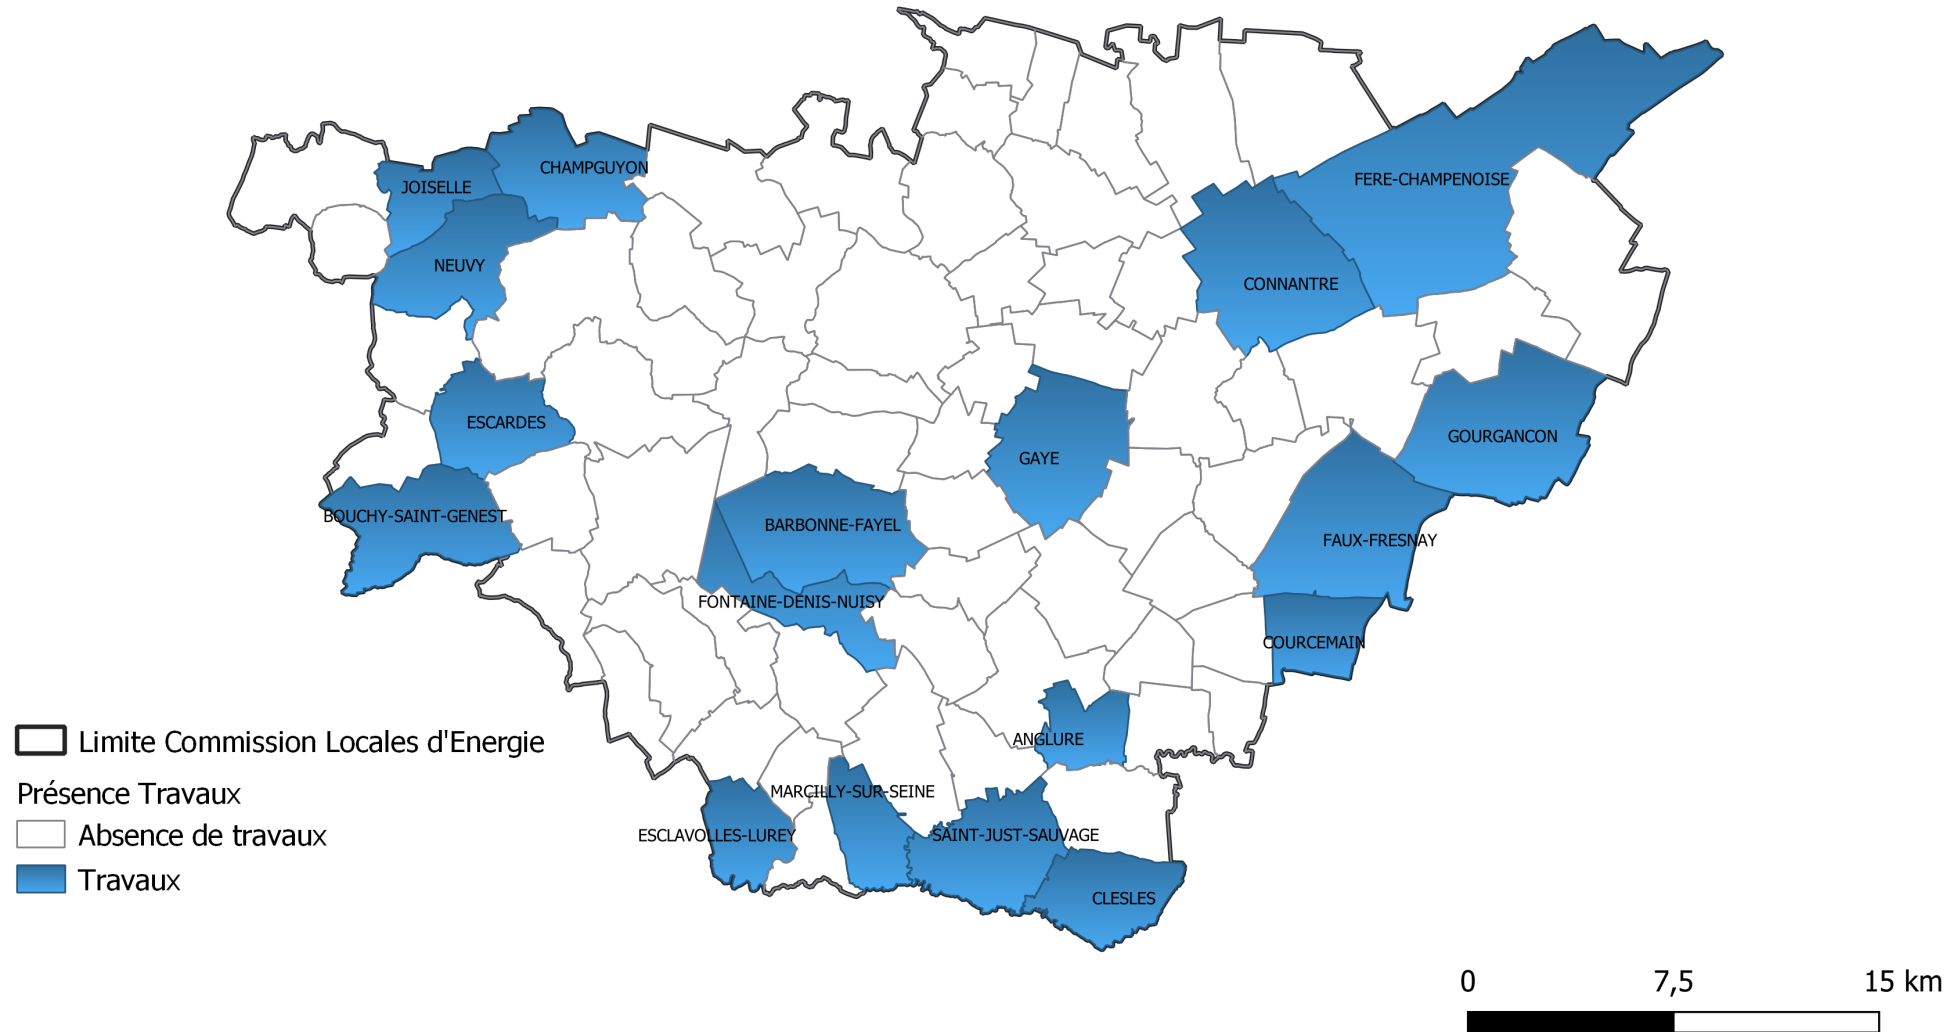 CHAMPGUYON
JOISELLE
FERE-CHAMPENOISE
NEUVY
CONNANTRE
ESCARDES
GOURGANCON
GAYE
BOUCHY-SAINT-GENEST
BARBONNE-FAYEL
FAUX-FRESNAY
FONTAINE-DENIS-NUISY
COURCEMAIN
ANGLURE
MARCILLY-SUR-SEINE
ESCLAVOLLES-LUREY
SAINT-JUST-SAUVAGE
CLESLES
Limite Commission Locales d'Energie
Présence Travaux
Absence de travaux
Travaux
0 7,5 15 km